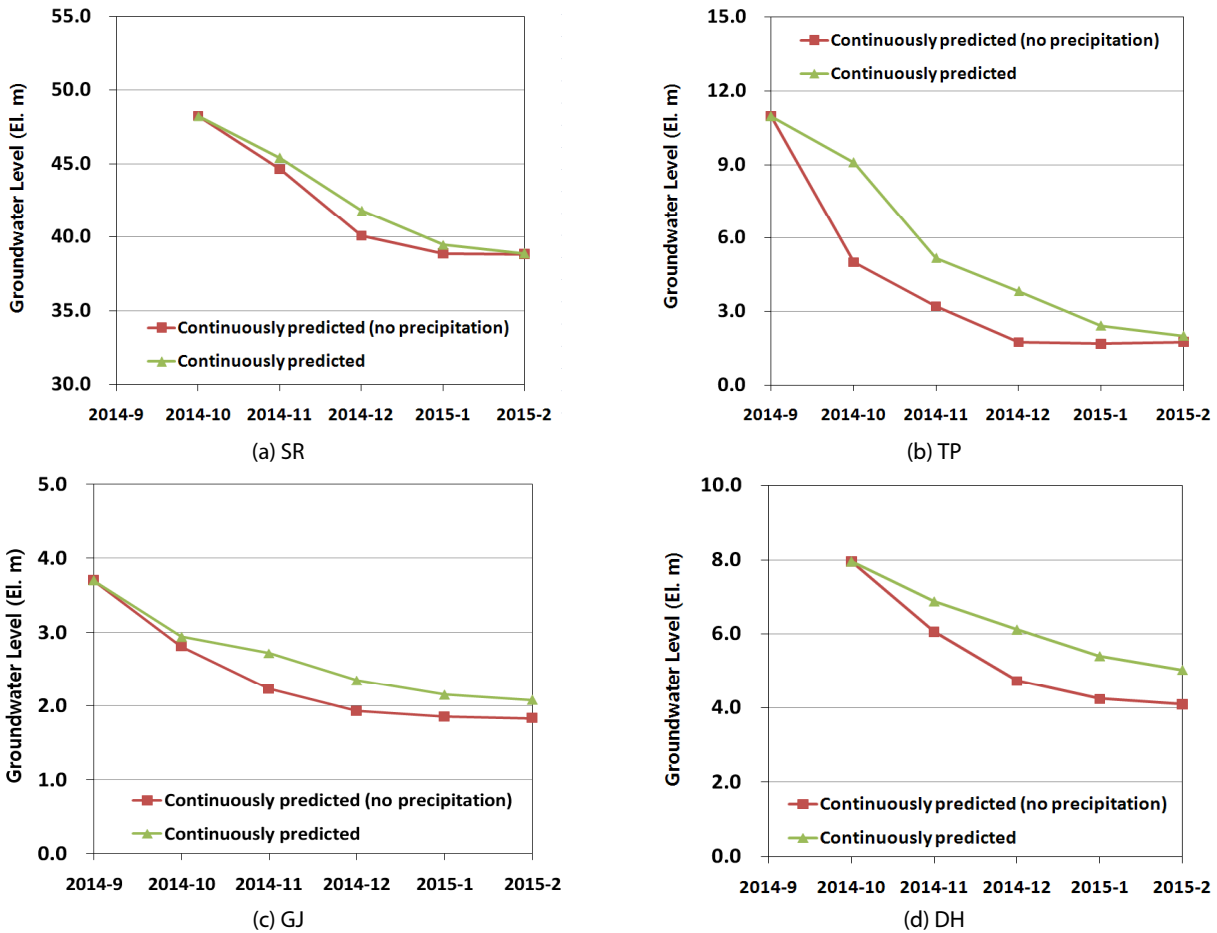 55.0
50.0
45.0
40.0
35.0
30.0
Groundwater Level (El. m)
Continuously predicted (no precipitation)
Continuously predicted
2014-9 2014-10 2014-11 2014-12 2015-1 2015-2
(a) SR
15.0
12.0
9.0
6.0
3.0
0.0
Groundwater Level (El. m)
Continuously predicted (no precipitation)
Continuously predicted
2014-9 2014-10 2014-11 2014-12 2015-1 2015-2
(b) TP
5.0
4.0
3.0
2.0
1.0
0.0
Groundwater Level (El. m)
Continuously predicted (no precipitation)
Continuously predicted
2014-9 2014-10 2014-11 2014-12 2015-1 2015-2
(c) GJ
10.0
8.0
6.0
4.0
2.0
0.0
Groundwater Level (El. m)
Continuously predicted (no precipitation)
Continuously predicted
2014-9 2014-10 2014-11 2014-12 2015-1 2015-2
(d) DH